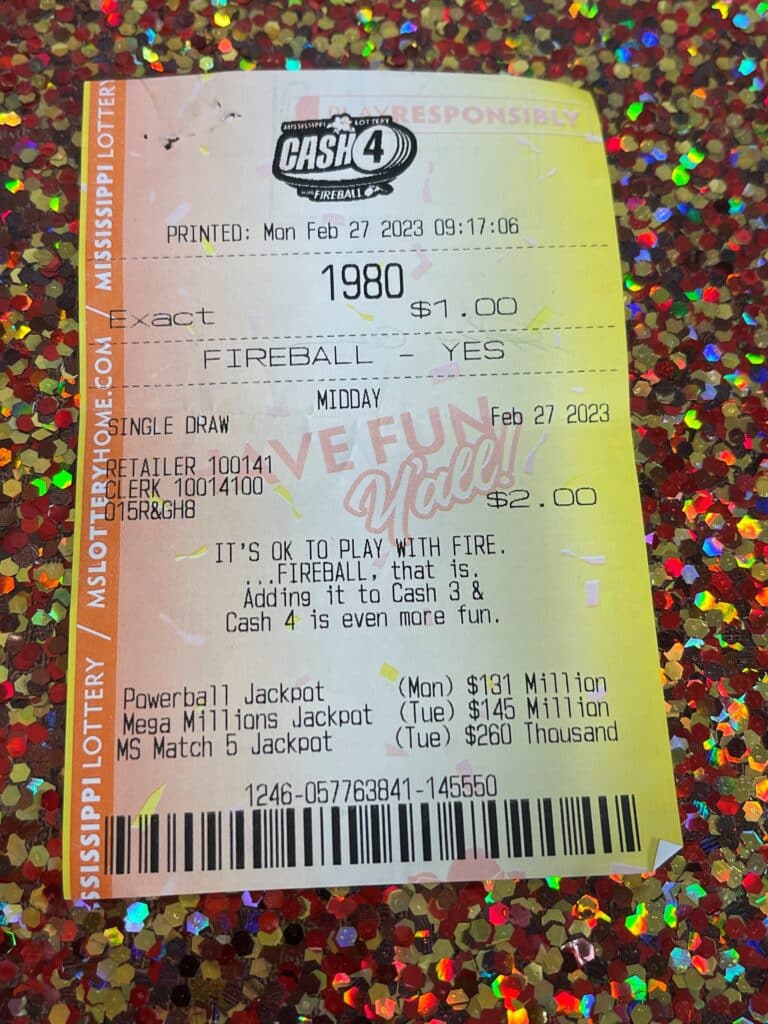 PLAY RESPONSIBLY
MISSISSIPPI LOTTERY
CASH 4
with FIREBALL
PRINTED: Mon Feb 27 2023 09:17:06
1980
Exact $1.00
FIREBALL - YES
MIDDAY
SINGLE DRAW Feb 27 2023
HAVE FUN
Y'all!
RETAILER 100141
CLERK 10014100
015R&GH8 $2.00
IT'S OK TO PLAY WITH FIRE.
...FIREBALL, that is.
Adding it to Cash 3 &
Cash 4 is even more fun.
Powerball Jackpot (Mon) $131 Million
Mega Millions Jackpot (Tue) $145 Million
MS Match 5 Jackpot (Tue) $260 Thousand
1246-057763841-145550
SSISSIPPI LOTTERY / MSLOTTERYHOME.COM / MISSISSIPPI LOTTERY